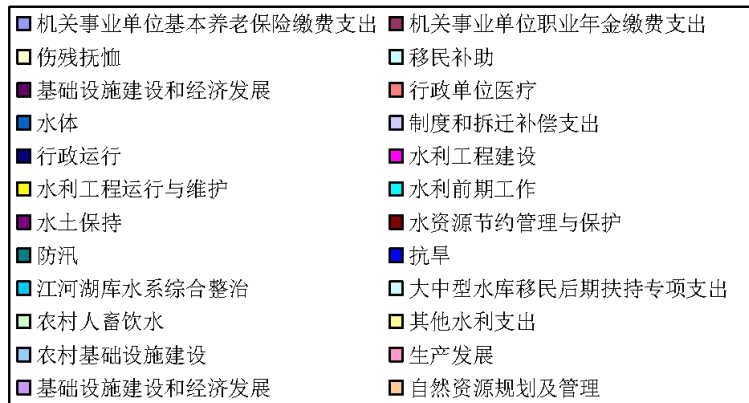 机关事业单位基本养老保险缴费支出 机关事业单位职业年金缴费支出
伤残抚恤 移民补助
基础设施建设和经济发展 行政单位医疗
水体 制度和拆迁补偿支出
行政运行 水利工程建设
水利工程运行与维护 水利前期工作
水土保持 水资源节约管理与保护
防汛 抗旱
江河湖库水系综合整治 大中型水库移民后期扶持专项支出
农村人畜饮水 其他水利支出
农村基础设施建设 生产发展
基础设施建设和经济发展 自然资源规划及管理